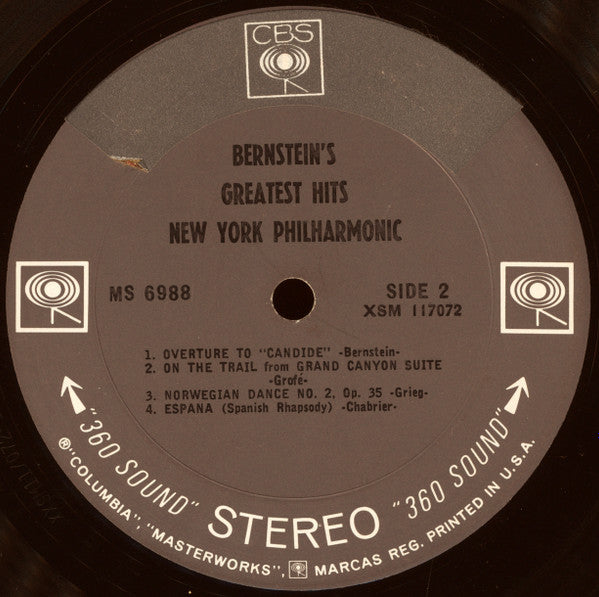 CBS
BERNSTEIN'S
GREATEST HITS
NEW YORK PHILHARMONIC
MS 6988
SIDE 2
XSM 117072
1. OVERTURE TO "CANDIDE" -Bernstein-
2. ON THE TRAIL from GRAND CANYON SUITE
-Grofé-
3. NORWEGIAN DANCE NO. 2, Op. 35 -Grieg-
4. ESPANA (Spanish Rhapsody) -Chabrier-
"360 SOUND" STEREO "360 SOUND"
®"COLUMBIA", "MASTERWORKS", MARCAS REG. PRINTED IN U.S.A.